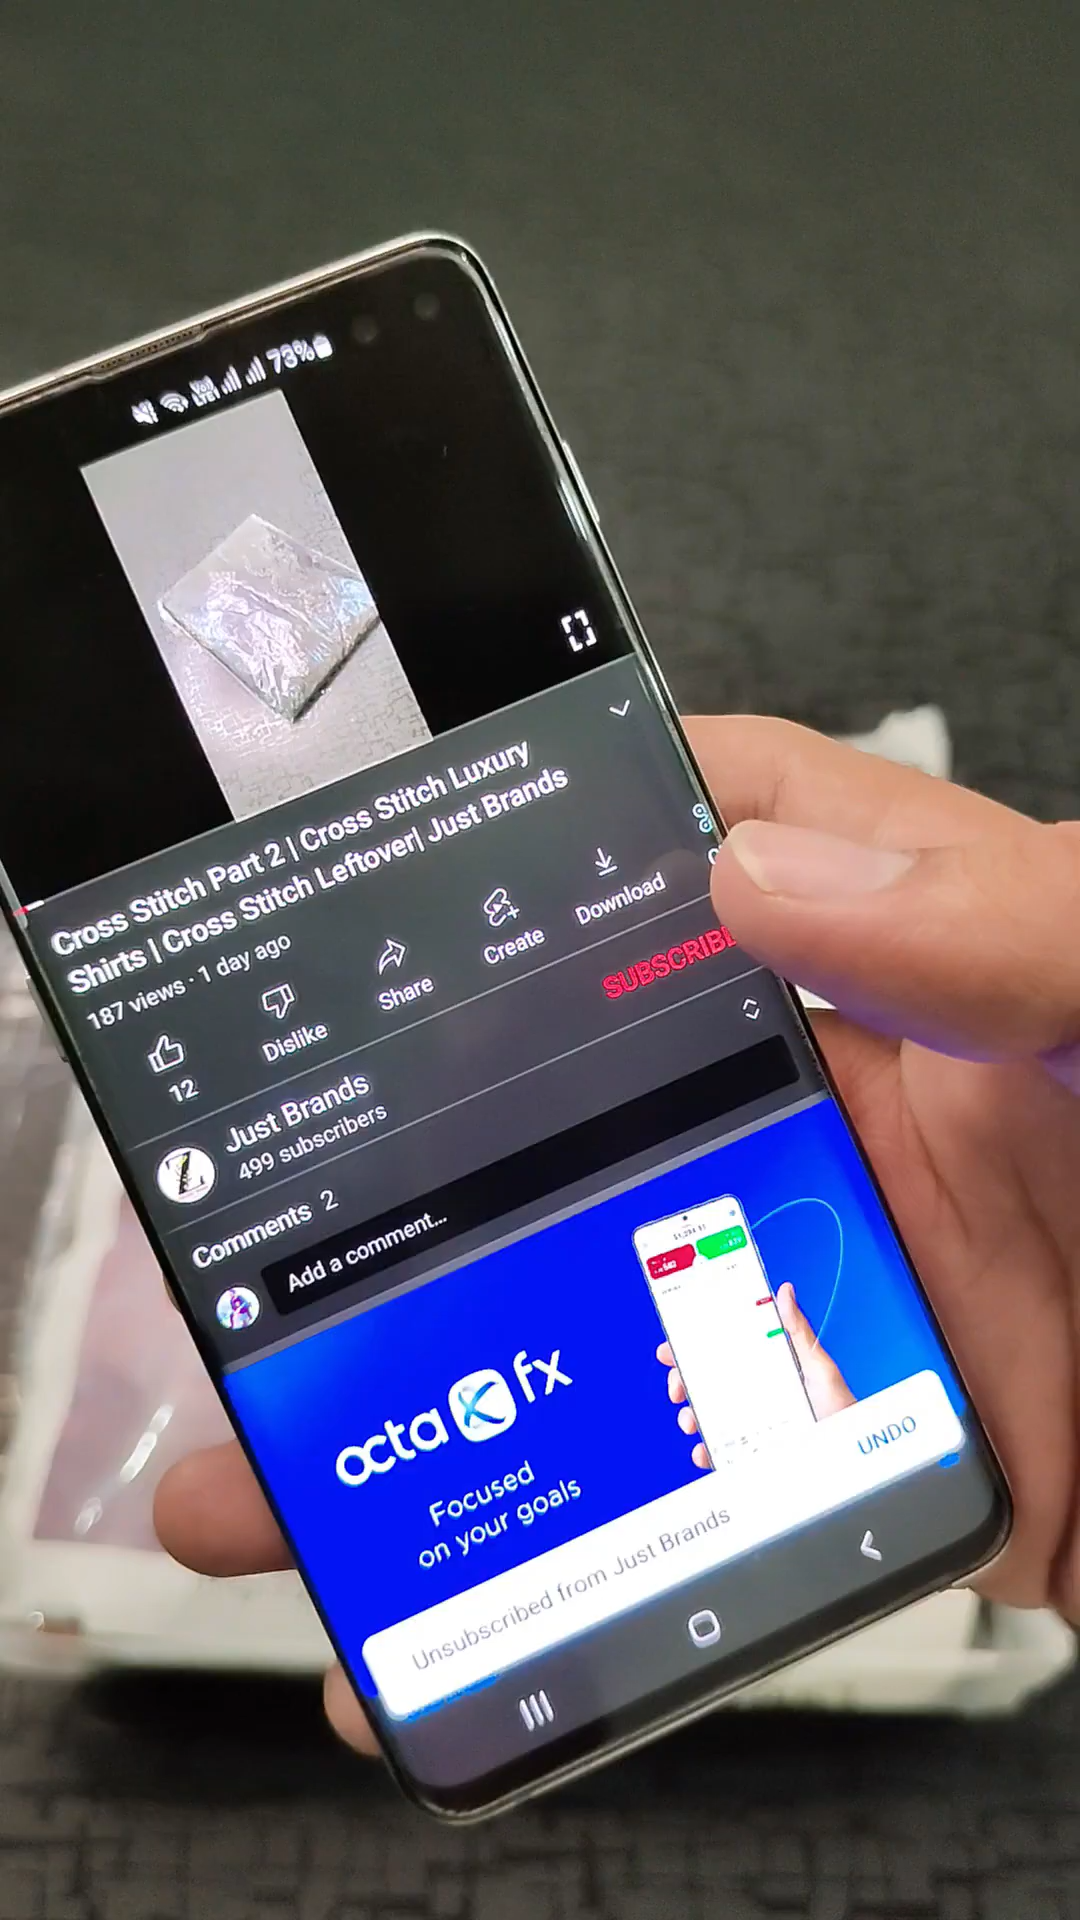 73%
Cross Stitch Part 2 | Cross Stitch Luxury
Shirts | Cross Stitch Leftover| Just Brands
187 views · 1 day ago
12
Dislike
Share
Create
Download
Just Brands
499 subscribers
SUBSCRIBE
Comments 2
Add a comment...
octa fx
Focused
on your goals
Unsubscribed from Just Brands
UNDO